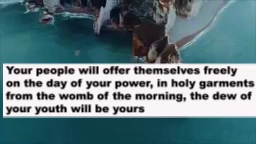 Your people will offer themselves freely
on the day of your power, in holy garments
from the womb of the morning, the dew of
your youth will be yours